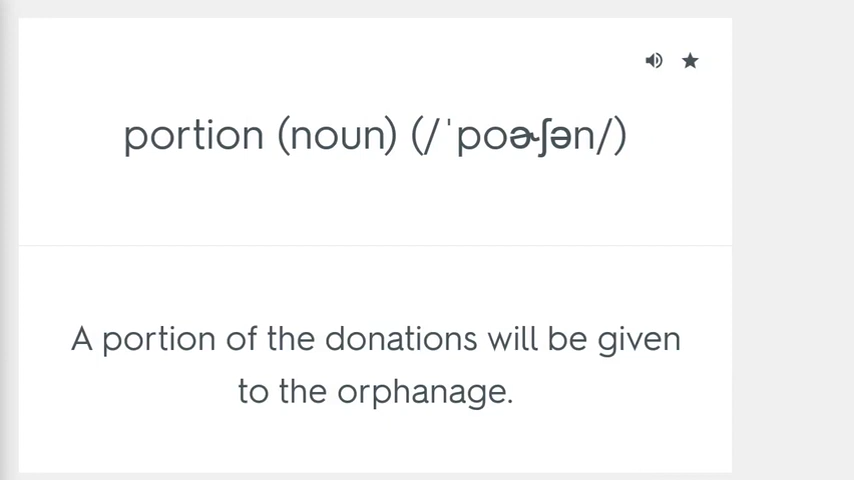 portion (noun) (/ˈpoɚʃən/)
A portion of the donations will be given
to the orphanage.